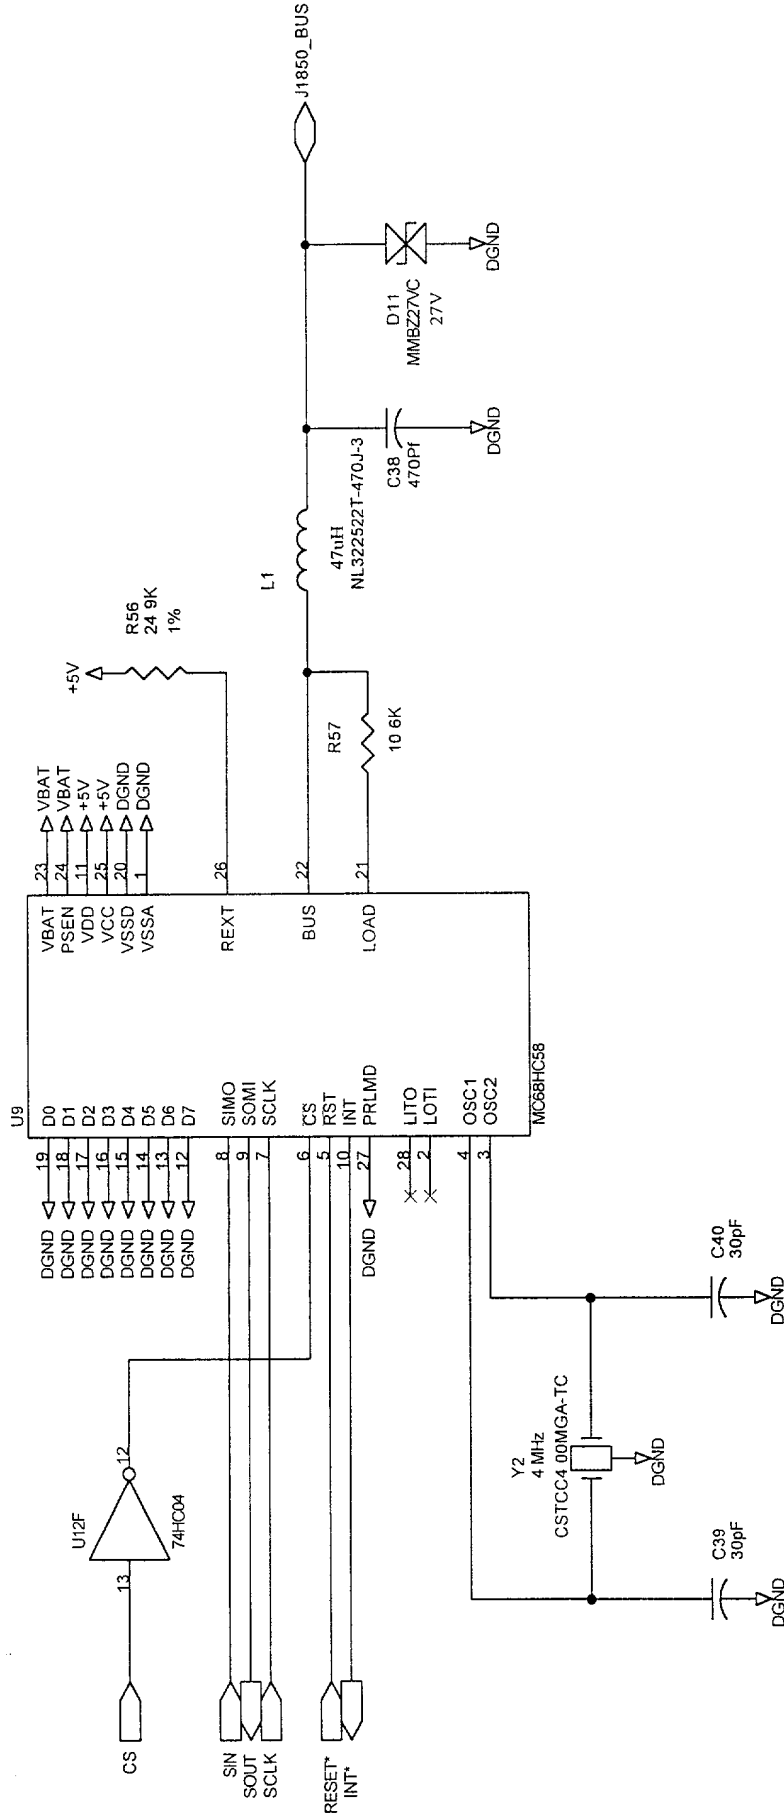 J1850_BUS
D11
MMBZ27VC
27V
DGND
C38
470Pf
DGND
L1
47uH
NL322522T-470J-3
R56
24 9K
1%
+5V
R57
10 6K
VBAT
VBAT
+5V
+5V
DGND
DGND
23
24
11
25
20
1
26
22
21
VBAT
PSEN
VDD
VCC
VSSD
VSSA
REXT
BUS
LOAD
U9
MC68HC58
D0
D1
D2
D3
D4
D5
D6
D7
SIMO
SOMI
SCLK
CS
RST
INT
PRLMD
LITO
LOTI
OSC1
OSC2
19
18
17
16
15
14
13
12
8
9
7
6
5
10
27
28
2
4
3
DGND
DGND
DGND
DGND
DGND
DGND
DGND
DGND
DGND
U12F
12
13
74HC04
CS
SIN
SOUT
SCLK
RESET*
INT*
Y2
4 MHz
CSTCC4 00MGA-TC
DGND
C40
30pF
DGND
C39
30pF
DGND